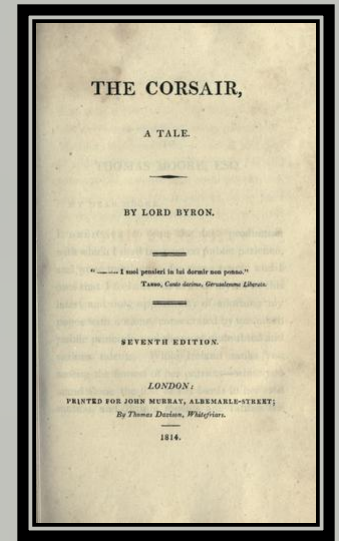 THE CORSAIR,
A TALE.
BY LORD BYRON.
"—— I suoi pensieri in lui dormir non ponno."
TASSO, Canto decimo, Gerusalemme Liberata.
SEVENTH EDITION.
LONDON:
PRINTED FOR JOHN MURRAY, ALBEMARLE-STREET;
By Thomas Davison, Whitefriars.
1814.